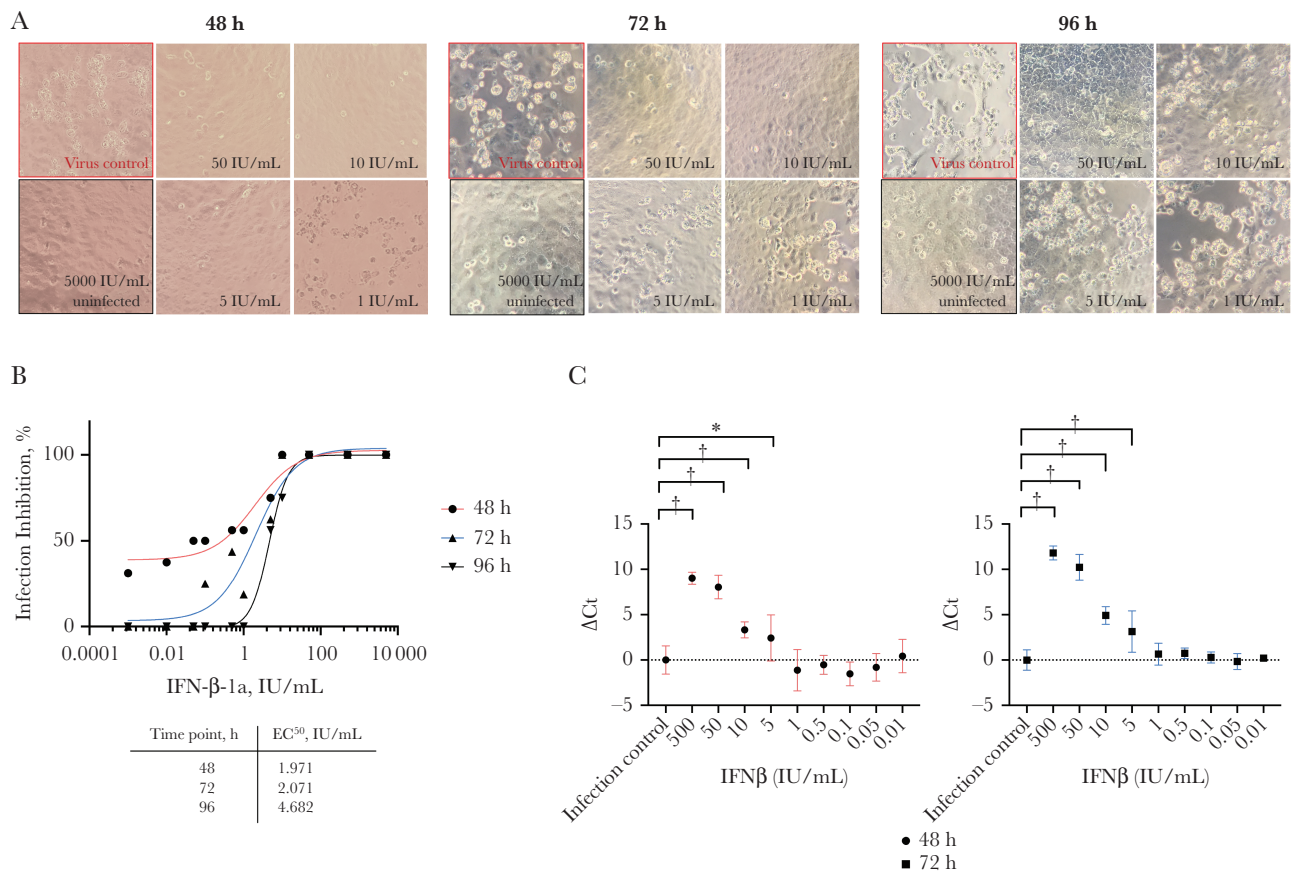 A
48 h
72 h
96 h
Virus control
50 IU/mL
10 IU/mL
Virus control
50 IU/mL
10 IU/mL
Virus control
50 IU/mL
10 IU/mL
5000 IU/mL
uninfected
5 IU/mL
1 IU/mL
5000 IU/mL
uninfected
5 IU/mL
1 IU/mL
5000 IU/mL
uninfected
5 IU/mL
1 IU/mL
B
Infection Inhibition, %
100
50
0
0.0001
0.01
1
100
10 000
IFN-β-1a, IU/mL
48 h
72 h
96 h
Time point, h EC⁵⁰, IU/mL
48 1.971
72 2.071
96 4.682
C
*
†
†
†
ΔCt
15
10
5
0
−5
Infection control
500
50
10
5
1
0.5
0.1
0.05
0.01
IFNβ (IU/mL)
†
†
†
†
ΔCt
15
10
5
0
−5
Infection control
500
50
10
5
1
0.5
0.1
0.05
0.01
IFNβ (IU/mL)
48 h
72 h